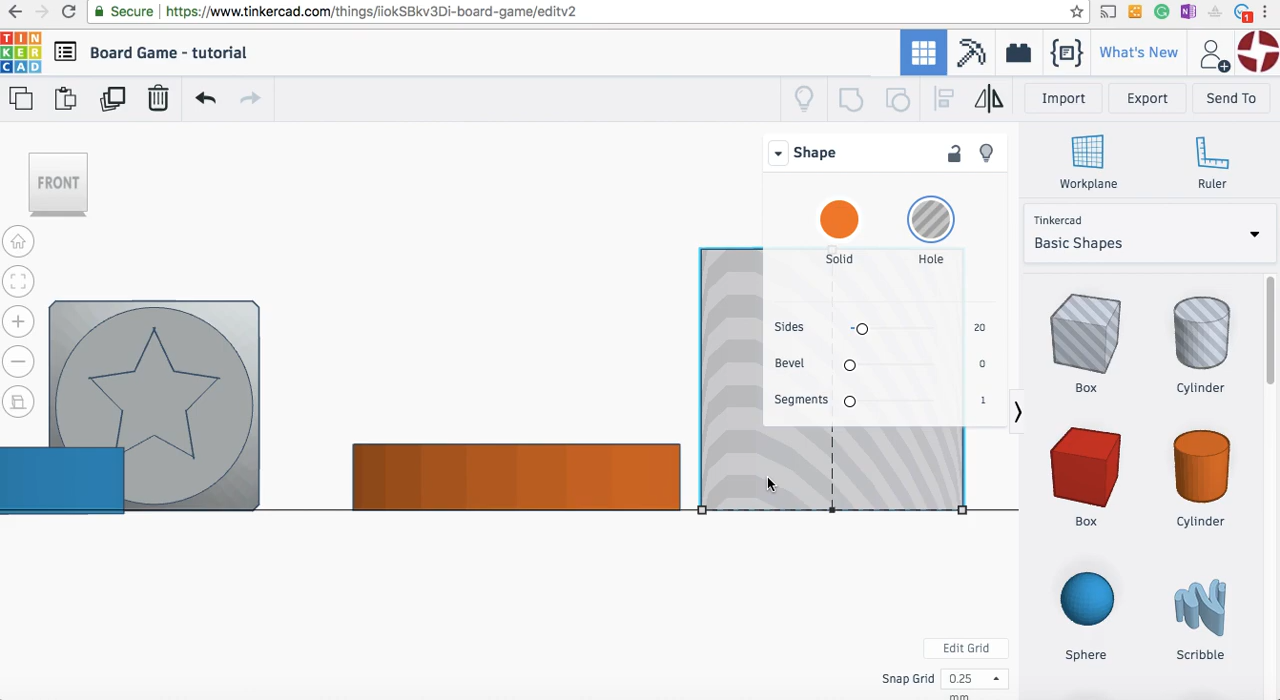 Secure
https://www.tinkercad.com/things/iiokSBkv3Di-board-game/editv2
1
TIN
KER
CAD
Board Game - tutorial
What's New
Import
Export
Send To
FRONT
Shape
Solid
Hole
Sides
20
Bevel
0
Segments
1
Workplane
Ruler
Tinkercad
Basic Shapes
Box
Cylinder
Box
Cylinder
Sphere
Scribble
Edit Grid
Snap Grid
0.25
mm